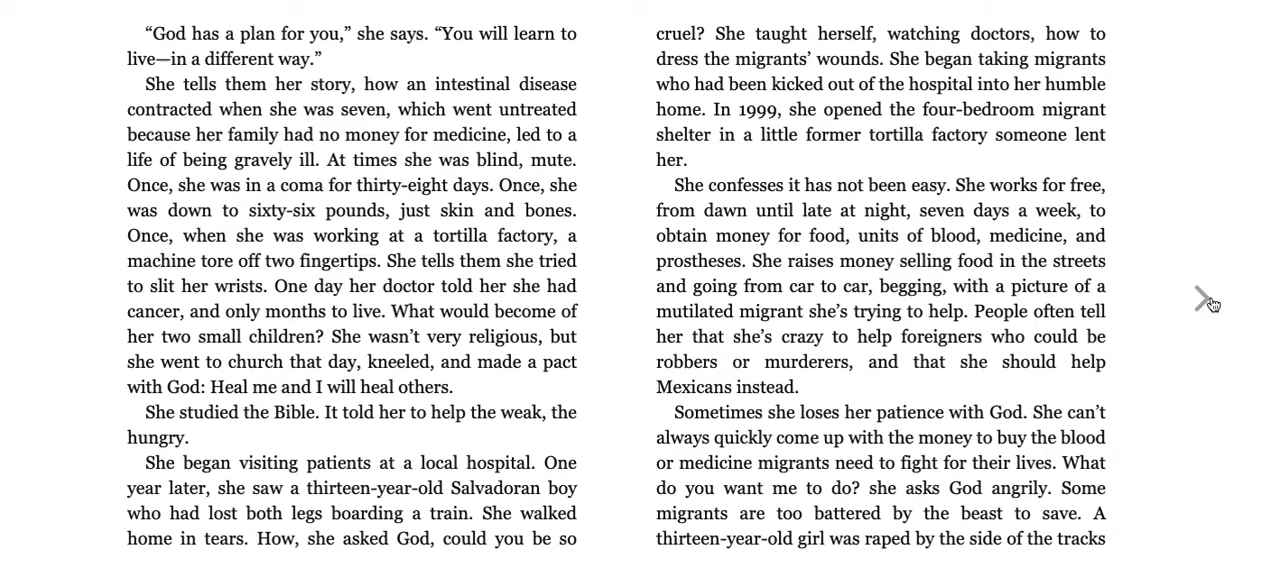 “God has a plan for you,” she says. “You will learn to
live—in a different way.”
She tells them her story, how an intestinal disease
contracted when she was seven, which went untreated
because her family had no money for medicine, led to a
life of being gravely ill. At times she was blind, mute.
Once, she was in a coma for thirty-eight days. Once, she
was down to sixty-six pounds, just skin and bones.
Once, when she was working at a tortilla factory, a
machine tore off two fingertips. She tells them she tried
to slit her wrists. One day her doctor told her she had
cancer, and only months to live. What would become of
her two small children? She wasn’t very religious, but
she went to church that day, kneeled, and made a pact
with God: Heal me and I will heal others.
She studied the Bible. It told her to help the weak, the
hungry.
She began visiting patients at a local hospital. One
year later, she saw a thirteen-year-old Salvadoran boy
who had lost both legs boarding a train. She walked
home in tears. How, she asked God, could you be so
cruel? She taught herself, watching doctors, how to
dress the migrants’ wounds. She began taking migrants
who had been kicked out of the hospital into her humble
home. In 1999, she opened the four-bedroom migrant
shelter in a little former tortilla factory someone lent
her.
She confesses it has not been easy. She works for free,
from dawn until late at night, seven days a week, to
obtain money for food, units of blood, medicine, and
prostheses. She raises money selling food in the streets
and going from car to car, begging, with a picture of a
mutilated migrant she’s trying to help. People often tell
her that she’s crazy to help foreigners who could be
robbers or murderers, and that she should help
Mexicans instead.
Sometimes she loses her patience with God. She can’t
always quickly come up with the money to buy the blood
or medicine migrants need to fight for their lives. What
do you want me to do? she asks God angrily. Some
migrants are too battered by the beast to save. A
thirteen-year-old girl was raped by the side of the tracks